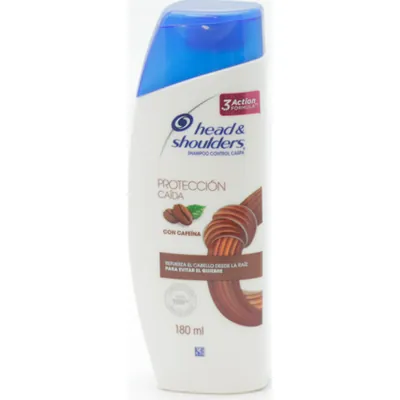 3 Action
FORMULA
head &
shoulders
SHAMPOO CONTROL CASPA
PROTECCIÓN
CAÍDA
CON CAFEÍNA
REFUERZA EL CABELLO DESDE LA RAÍZ
PARA EVITAR EL QUIEBRE
180 ml